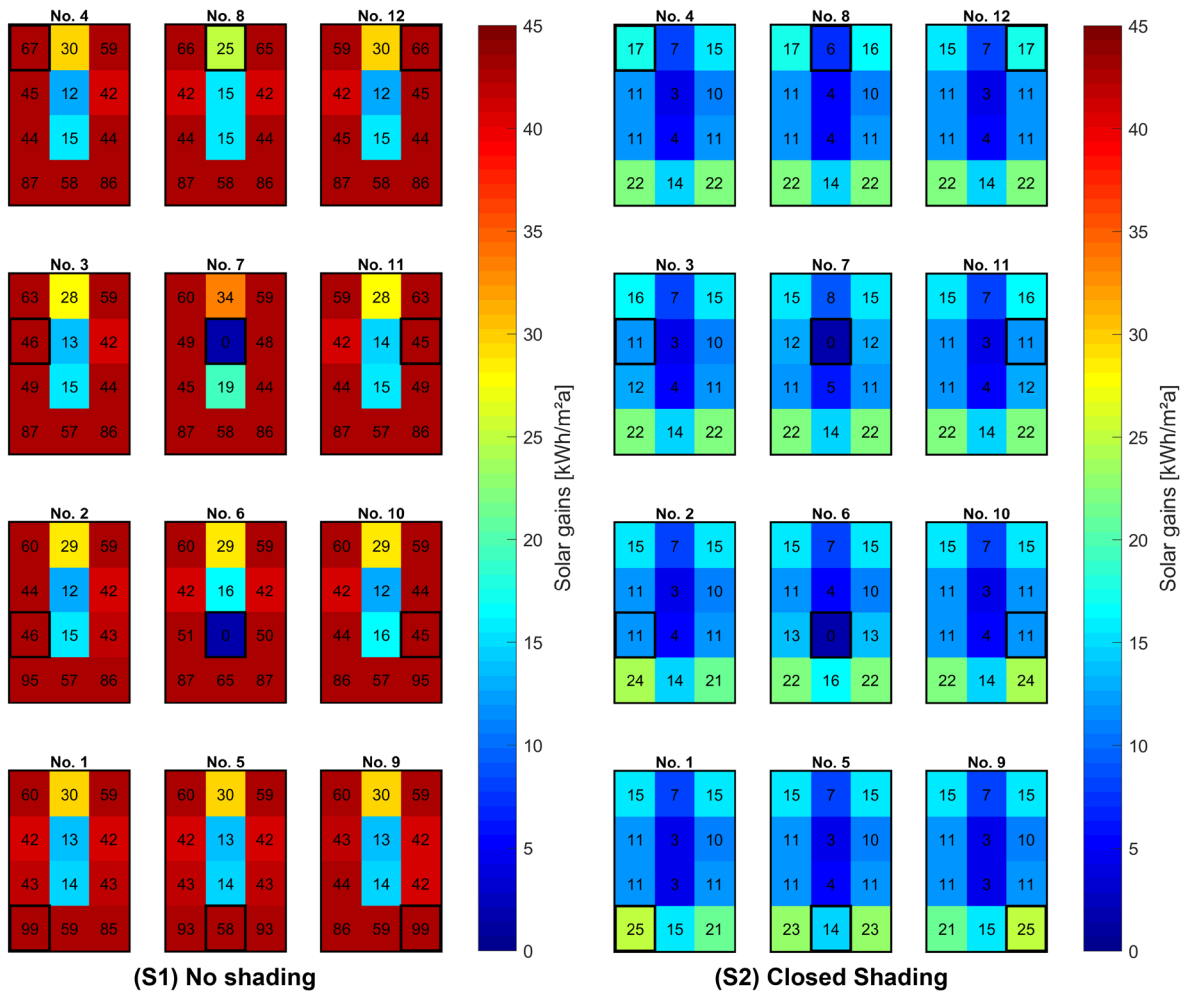 No. 4 No. 8 No. 12 45 No. 4 No. 8 No. 12 45
67 30 59 66 25 65 59 30 66 17 7 15 17 6 16 15 7 17
45 12 42 42 15 42 42 12 45 11 3 10 11 4 10 11 3 11
40 40
44 15 44 44 15 44 45 15 44 11 4 11 11 4 11 11 4 11
87 58 86 87 58 86 87 58 86 22 14 22 22 14 22 22 14 22
35 35
No. 3 No. 7 No. 11 No. 3 No. 7 No. 11
63 28 59 60 34 59 59 28 63 16 7 15 15 8 15 15 7 16
30 30
46 13 42 49 0 48 42 14 45 11 3 10 12 0 12 11 3 11
49 15 44 45 19 44 44 15 49 12 4 11 11 5 11 11 4 12
87 57 86 87 58 86 86 57 86 22 14 22 22 14 22 22 14 22
25 25
Solar gains [kWh/m²a] Solar gains [kWh/m²a]
No. 2 No. 6 No. 10 No. 2 No. 6 No. 10
60 29 59 60 29 59 59 29 59 15 7 15 15 7 15 15 7 15
20 20
44 12 42 42 16 42 42 12 44 11 3 10 11 4 10 10 3 11
46 15 43 51 0 50 44 16 45 11 4 11 13 0 13 11 4 11
15 15
95 57 86 87 65 87 86 57 95 24 14 21 22 16 22 22 14 24
10 10
No. 1 No. 5 No. 9 No. 1 No. 5 No. 9
60 30 59 60 30 59 60 30 59 15 7 15 15 7 15 15 7 15
42 13 42 42 13 42 43 13 42 11 3 10 11 3 10 11 3 10
5 5
43 14 43 43 14 43 44 14 42 11 3 11 11 4 11 11 3 11
99 59 85 93 58 93 86 59 99 25 15 21 23 14 23 21 15 25
0 0
(S1) No shading (S2) Closed Shading